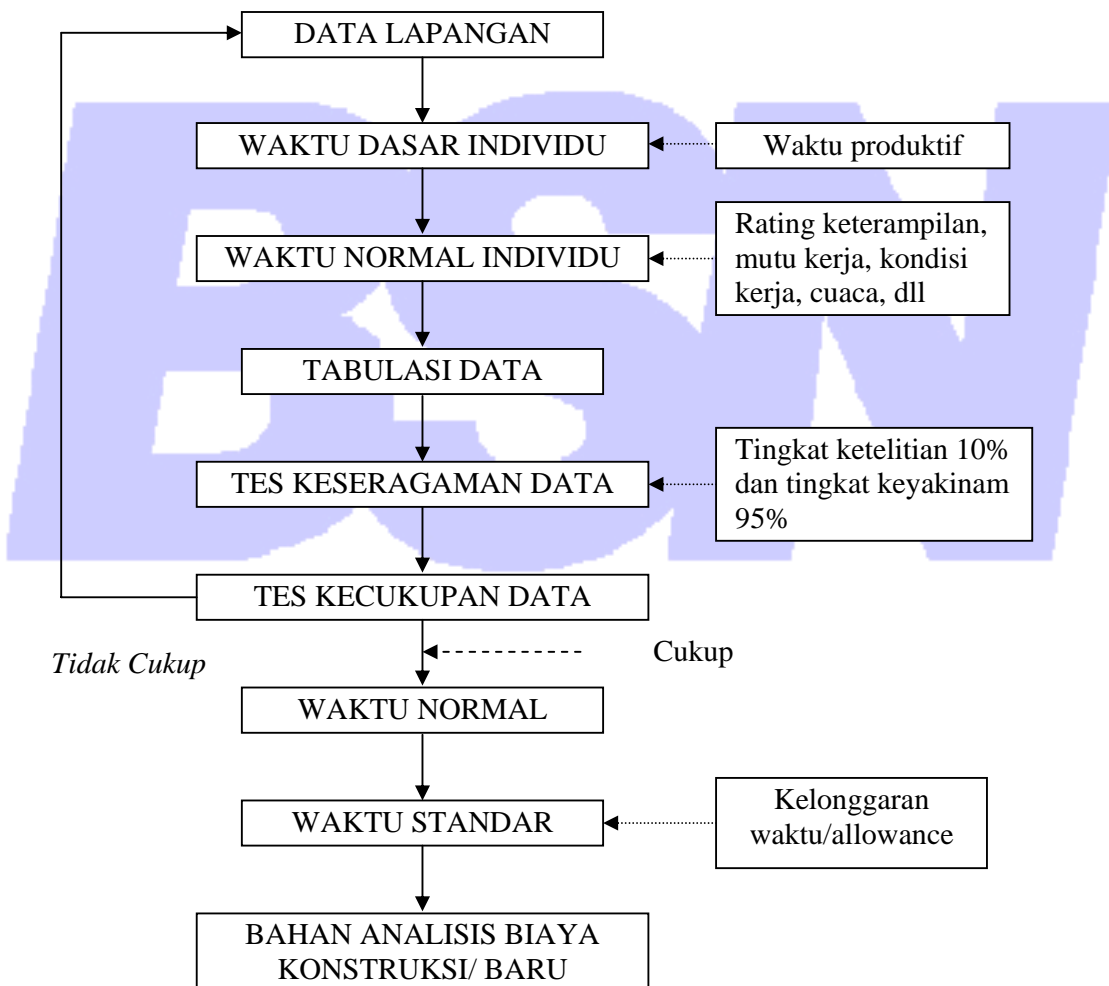 DATA LAPANGAN
WAKTU DASAR INDIVIDU
Waktu produktif
WAKTU NORMAL INDIVIDU
Rating keterampilan,
mutu kerja, kondisi
kerja, cuaca, dll
TABULASI DATA
TES KESERAGAMAN DATA
Tingkat ketelitian 10%
dan tingkat keyakinam
95%
TES KECUKUPAN DATA
Tidak Cukup
Cukup
WAKTU NORMAL
WAKTU STANDAR
Kelonggaran
waktu/allowance
BAHAN ANALISIS BIAYA
KONSTRUKSI/ BARU
BSN